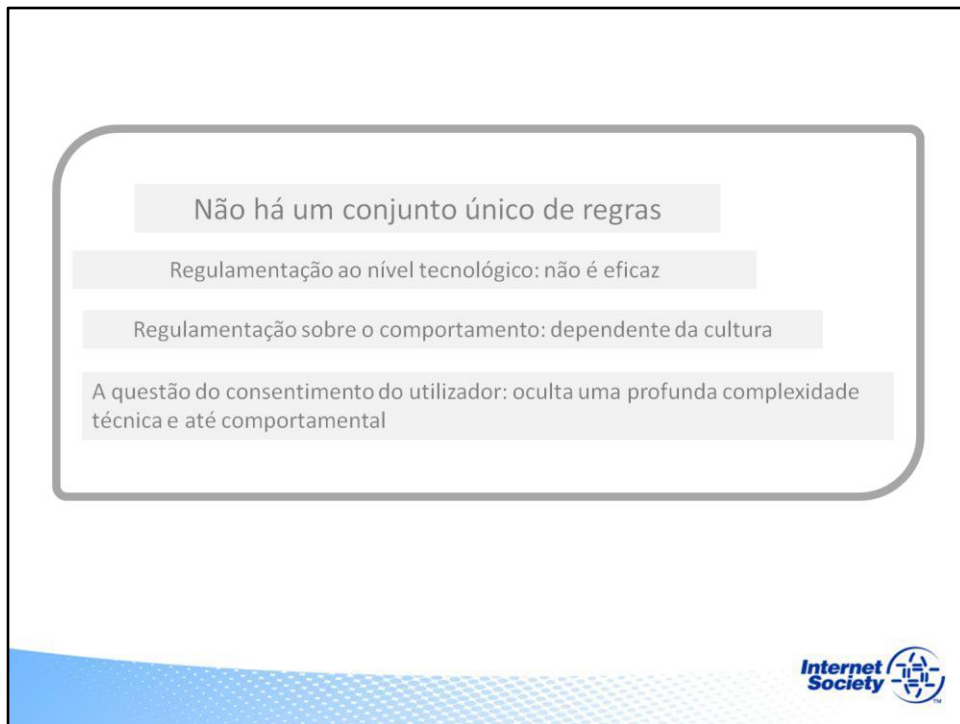 Não há um conjunto único de regras
Regulamentação ao nível tecnológico: não é eficaz
Regulamentação sobre o comportamento: dependente da cultura
A questão do consentimento do utilizador: oculta uma profunda complexidade
técnica e até comportamental
Internet
Society
TM